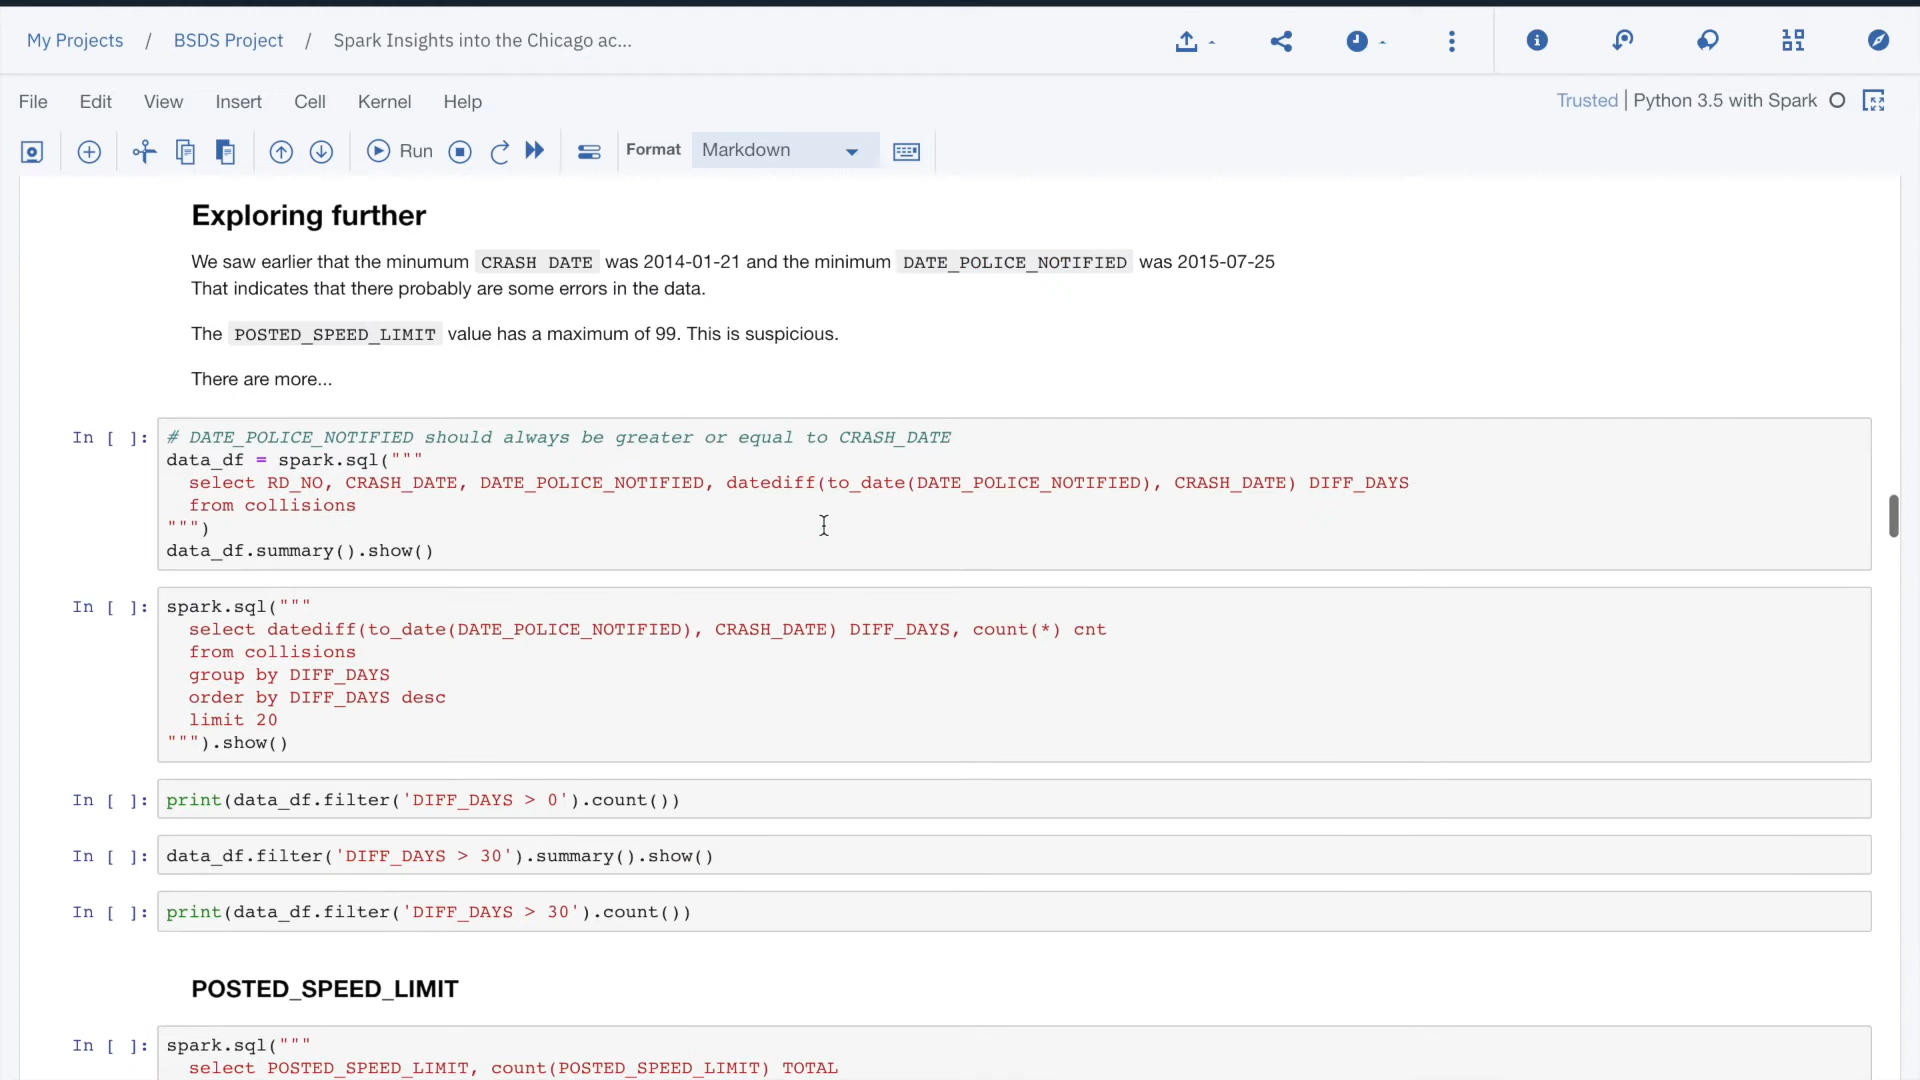 My Projects / BSDS Project / Spark Insights into the Chicago ac...
File Edit View Insert Cell Kernel Help Trusted | Python 3.5 with Spark
Run Format Markdown
Exploring further
We saw earlier that the minumum CRASH DATE was 2014-01-21 and the minimum DATE_POLICE_NOTIFIED was 2015-07-25
That indicates that there probably are some errors in the data.
The POSTED_SPEED_LIMIT value has a maximum of 99. This is suspicious.
There are more...
In [ ]: # DATE_POLICE_NOTIFIED should always be greater or equal to CRASH_DATE
data_df = spark.sql("""
select RD_NO, CRASH_DATE, DATE_POLICE_NOTIFIED, datediff(to_date(DATE_POLICE_NOTIFIED), CRASH_DATE) DIFF_DAYS
from collisions
""")
data_df.summary().show()
In [ ]: spark.sql("""
select datediff(to_date(DATE_POLICE_NOTIFIED), CRASH_DATE) DIFF_DAYS, count(*) cnt
from collisions
group by DIFF_DAYS
order by DIFF_DAYS desc
limit 20
""").show()
In [ ]: print(data_df.filter('DIFF_DAYS > 0').count())
In [ ]: data_df.filter('DIFF_DAYS > 30').summary().show()
In [ ]: print(data_df.filter('DIFF_DAYS > 30').count())
POSTED_SPEED_LIMIT
In [ ]: spark.sql("""
select POSTED_SPEED_LIMIT, count(POSTED_SPEED_LIMIT) TOTAL